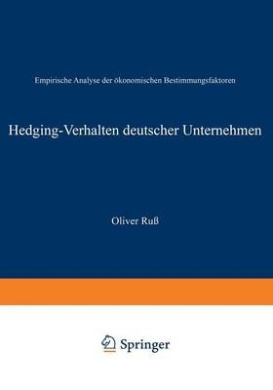 Empirische Analyse der ökonomischen Bestimmungsfaktoren
Hedging-Verhalten deutscher Unternehmen
Oliver Ruß
Springer